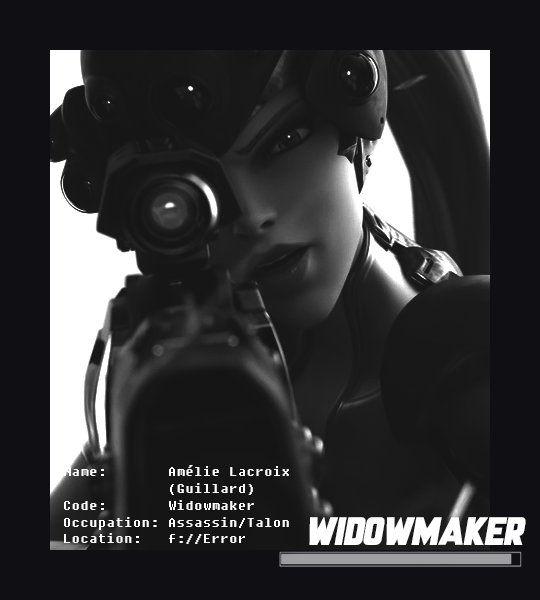 Name: Amélie Lacroix
(Guillard)
Code: Widowmaker
Occupation: Assassin/Talon
Location: f://Error
WIDOWMAKER